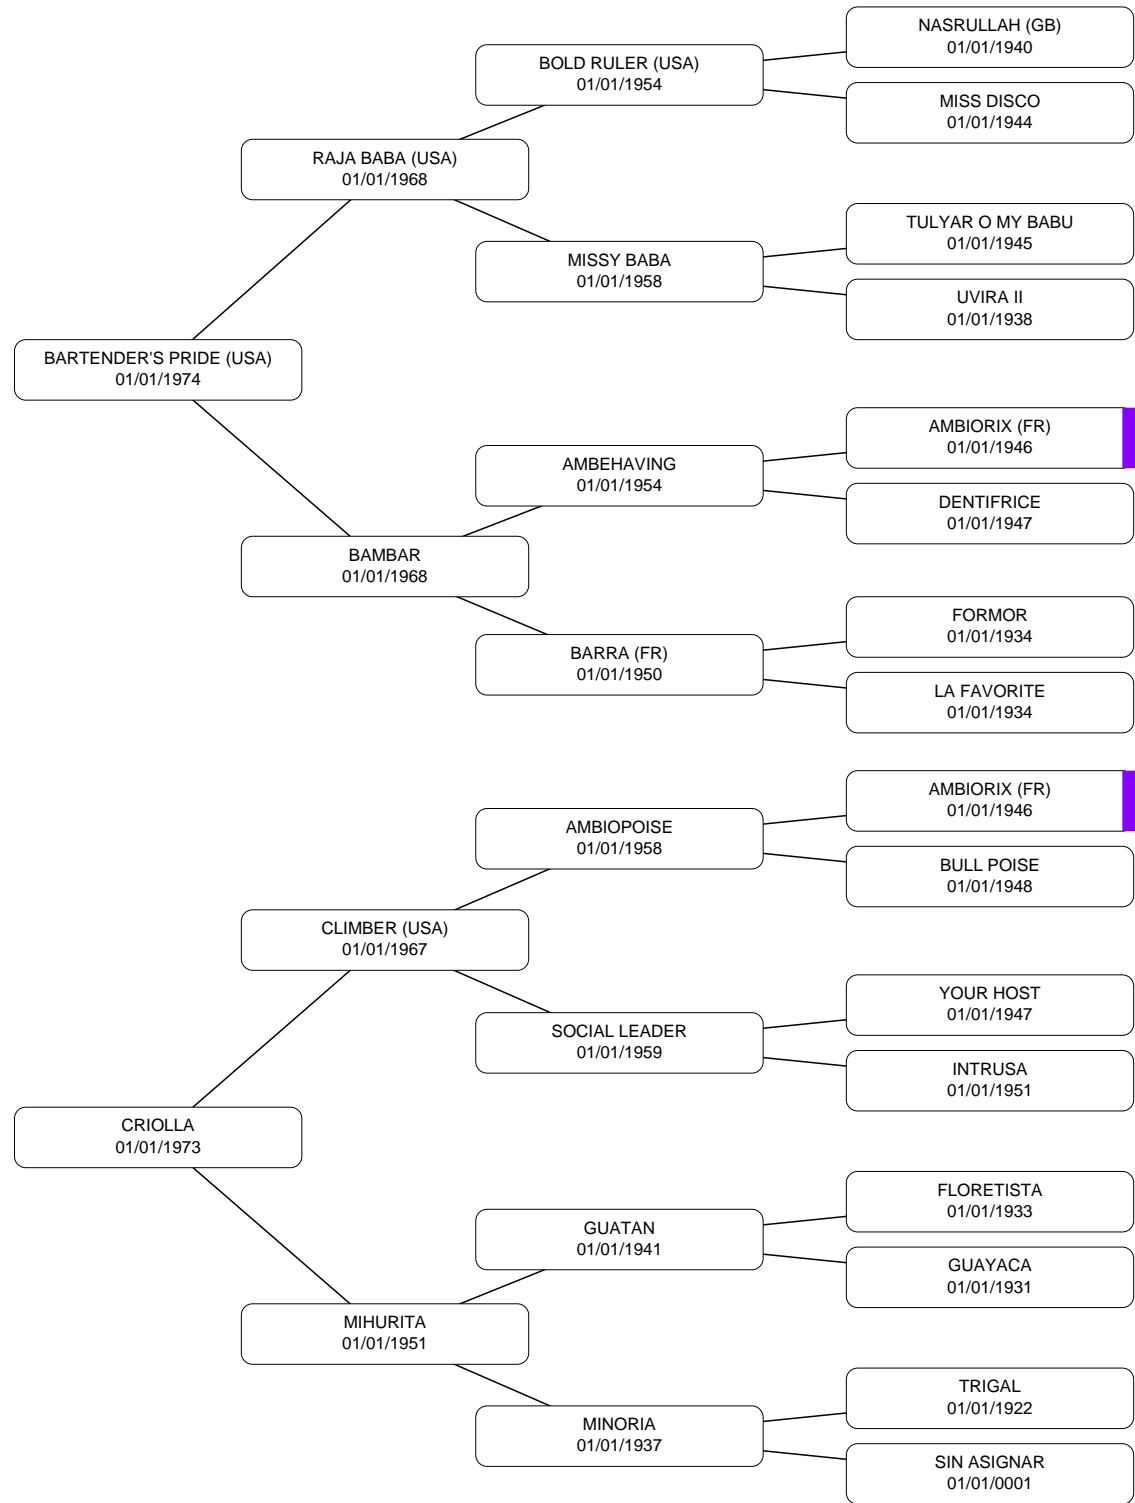 NASRULLAH (GB)
01/01/1940
BOLD RULER (USA)
01/01/1954
MISS DISCO
01/01/1944
RAJA BABA (USA)
01/01/1968
TULYAR O MY BABU
01/01/1945
MISSY BABA
01/01/1958
UVIRA II
01/01/1938
BARTENDER'S PRIDE (USA)
01/01/1974
AMBIORIX (FR)
01/01/1946
AMBEHAVING
01/01/1954
DENTIFRICE
01/01/1947
BAMBAR
01/01/1968
FORMOR
01/01/1934
BARRA (FR)
01/01/1950
LA FAVORITE
01/01/1934
AMBIORIX (FR)
01/01/1946
AMBIOPOISE
01/01/1958
BULL POISE
01/01/1948
CLIMBER (USA)
01/01/1967
YOUR HOST
01/01/1947
SOCIAL LEADER
01/01/1959
INTRUSA
01/01/1951
CRIOLLA
01/01/1973
FLORETISTA
01/01/1933
GUATAN
01/01/1941
GUAYACA
01/01/1931
MIHURITA
01/01/1951
TRIGAL
01/01/1922
MINORIA
01/01/1937
SIN ASIGNAR
01/01/0001